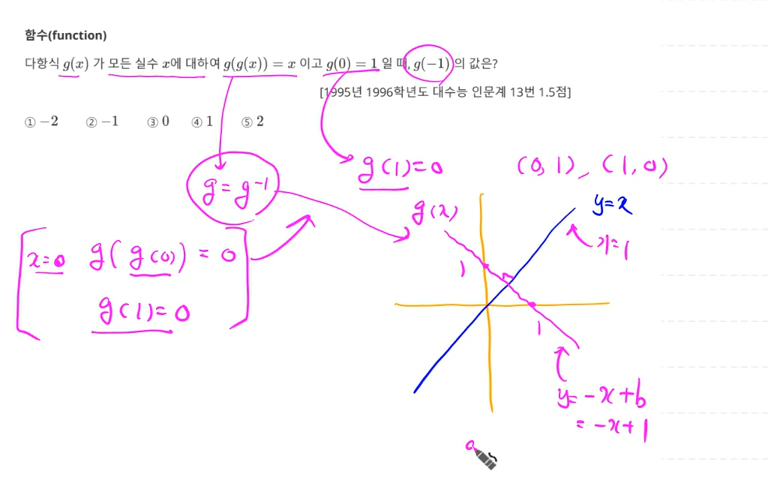 함수(function)
다항식 g(x) 가 모든 실수 x에 대하여 g(g(x)) = x 이고 g(0) = 1 일 때, g(−1) 의 값은?
[1995년 1996학년도 대수능 인문계 13번 1.5점]
① −2 ② −1 ③ 0 ④ 1 ⑤ 2
g(1)=0 (0, 1), (1, 0)
g = g⁻¹
g(x)
y=x
x=1
x=0 g( g(0) ) = 0
g(1)=0
1
1
y= -x+b
= -x+1